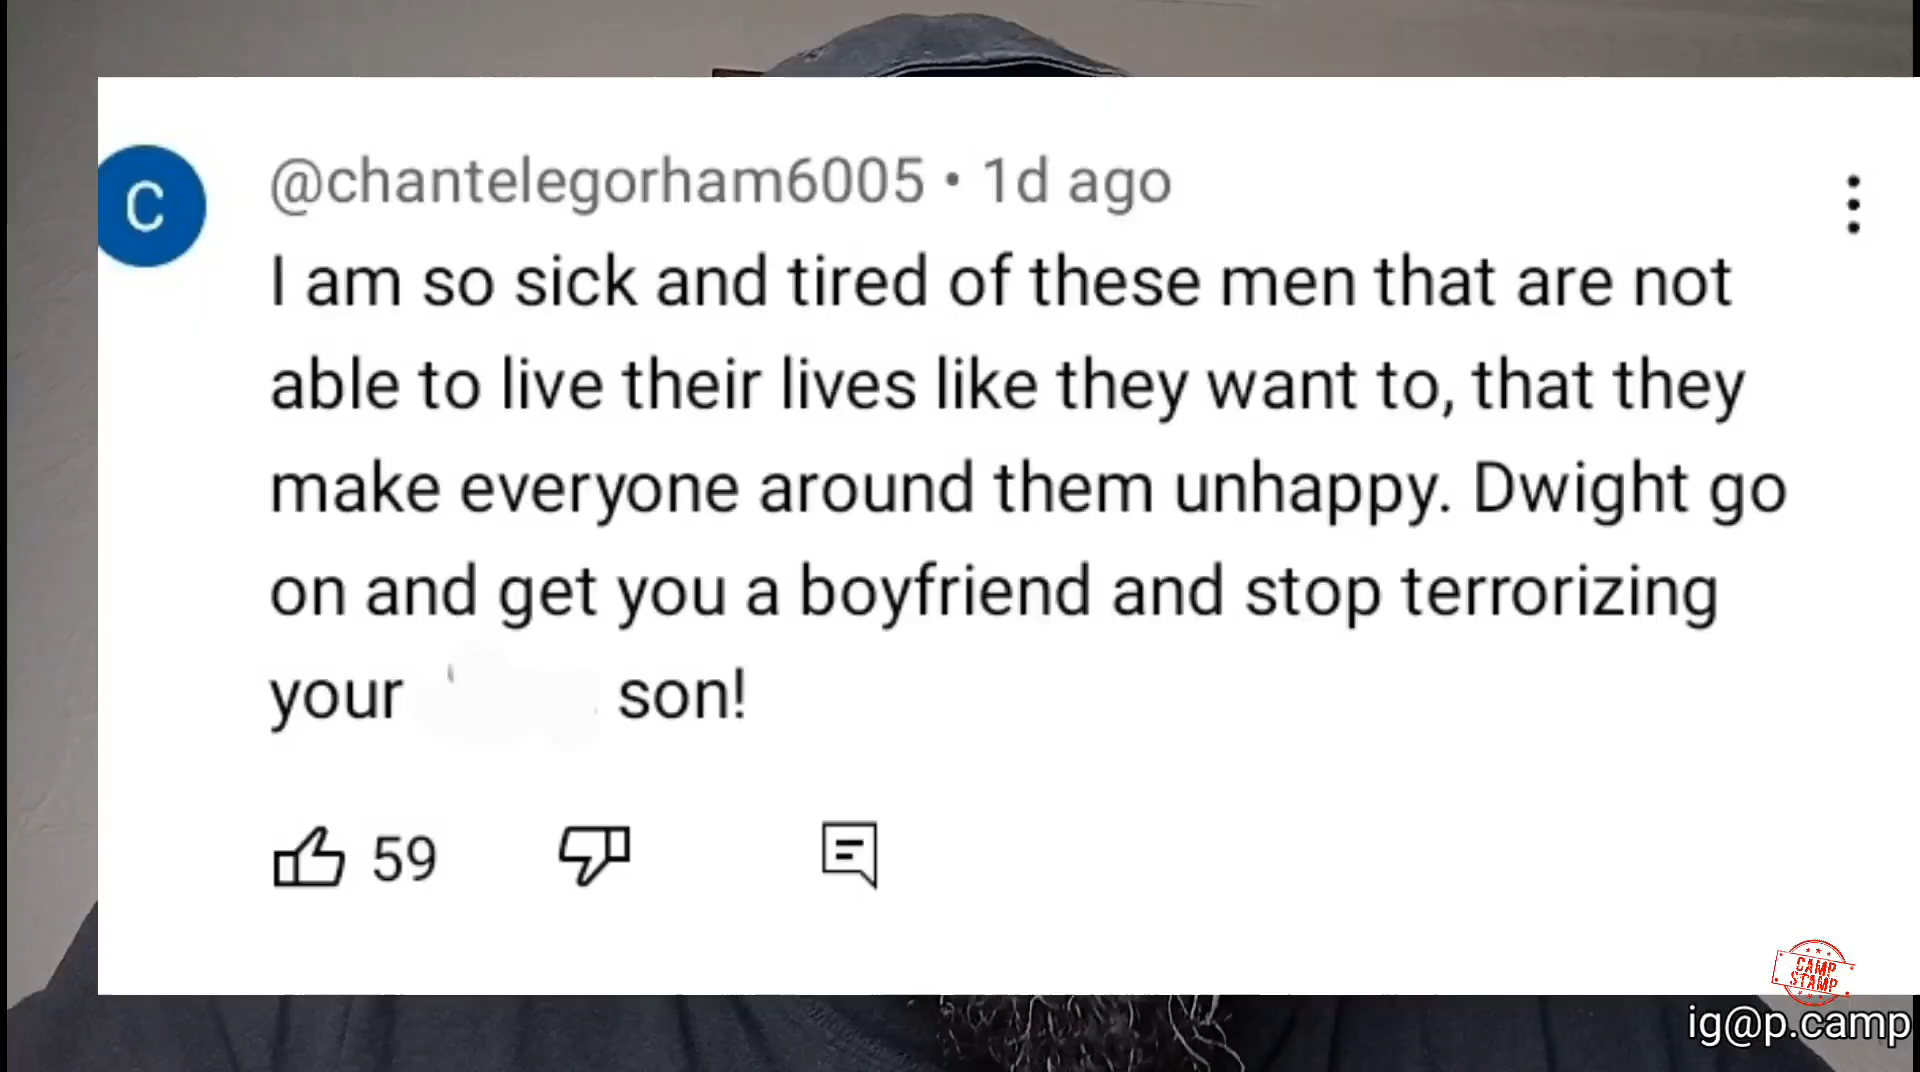 C
@chantelegorham6005 • 1d ago
I am so sick and tired of these men that are not
able to live their lives like they want to, that they
make everyone around them unhappy. Dwight go
on and get you a boyfriend and stop terrorizing
your son!
59
CAMP
STAMP
ig@p.camp